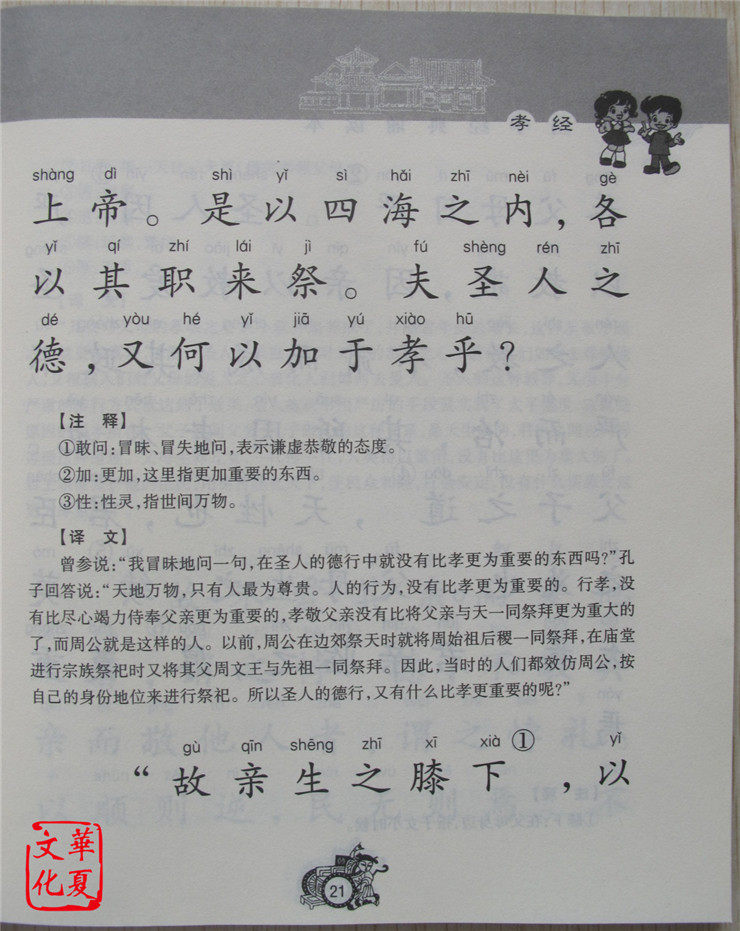 孝经
shàng dì shì yǐ sì hǎi zhī nèi gè
上帝。是以四海之内，各
yǐ qí zhí lái jì fú shèng rén zhī
以其职来祭。夫圣人之
dé yòu hé yǐ jiā yú xiào hū
德，又何以加于孝乎？
【注 释】
①敢问：冒昧、冒失地问，表示谦虚恭敬的态度。
②加：更加，这里指更加重要的东西。
③性：性灵，指世间万物。
【译 文】
曾参说：“我冒昧地问一句，在圣人的德行中就没有比孝更为重要的东西吗？”孔
子回答说：“天地万物，只有人最为尊贵。人的行为，没有比孝更为重要的。行孝，没
有比尽心竭力侍奉父亲更为重要的，孝敬父亲没有比将父亲与天一同祭拜更为重大的
了，而周公就是这样的人。以前，周公在边郊祭天时就将周始祖后稷一同祭拜，在庙堂
进行宗族祭祀时又将其父周文王与先祖一同祭拜。因此，当时的人们都效仿周公，按
自己的身份地位来进行祭祀。所以圣人的德行，又有什么比孝更重要的呢？”
gù qīn shēng zhī xī xià yǐ
“故亲生之膝下①，以
21
華夏
文化